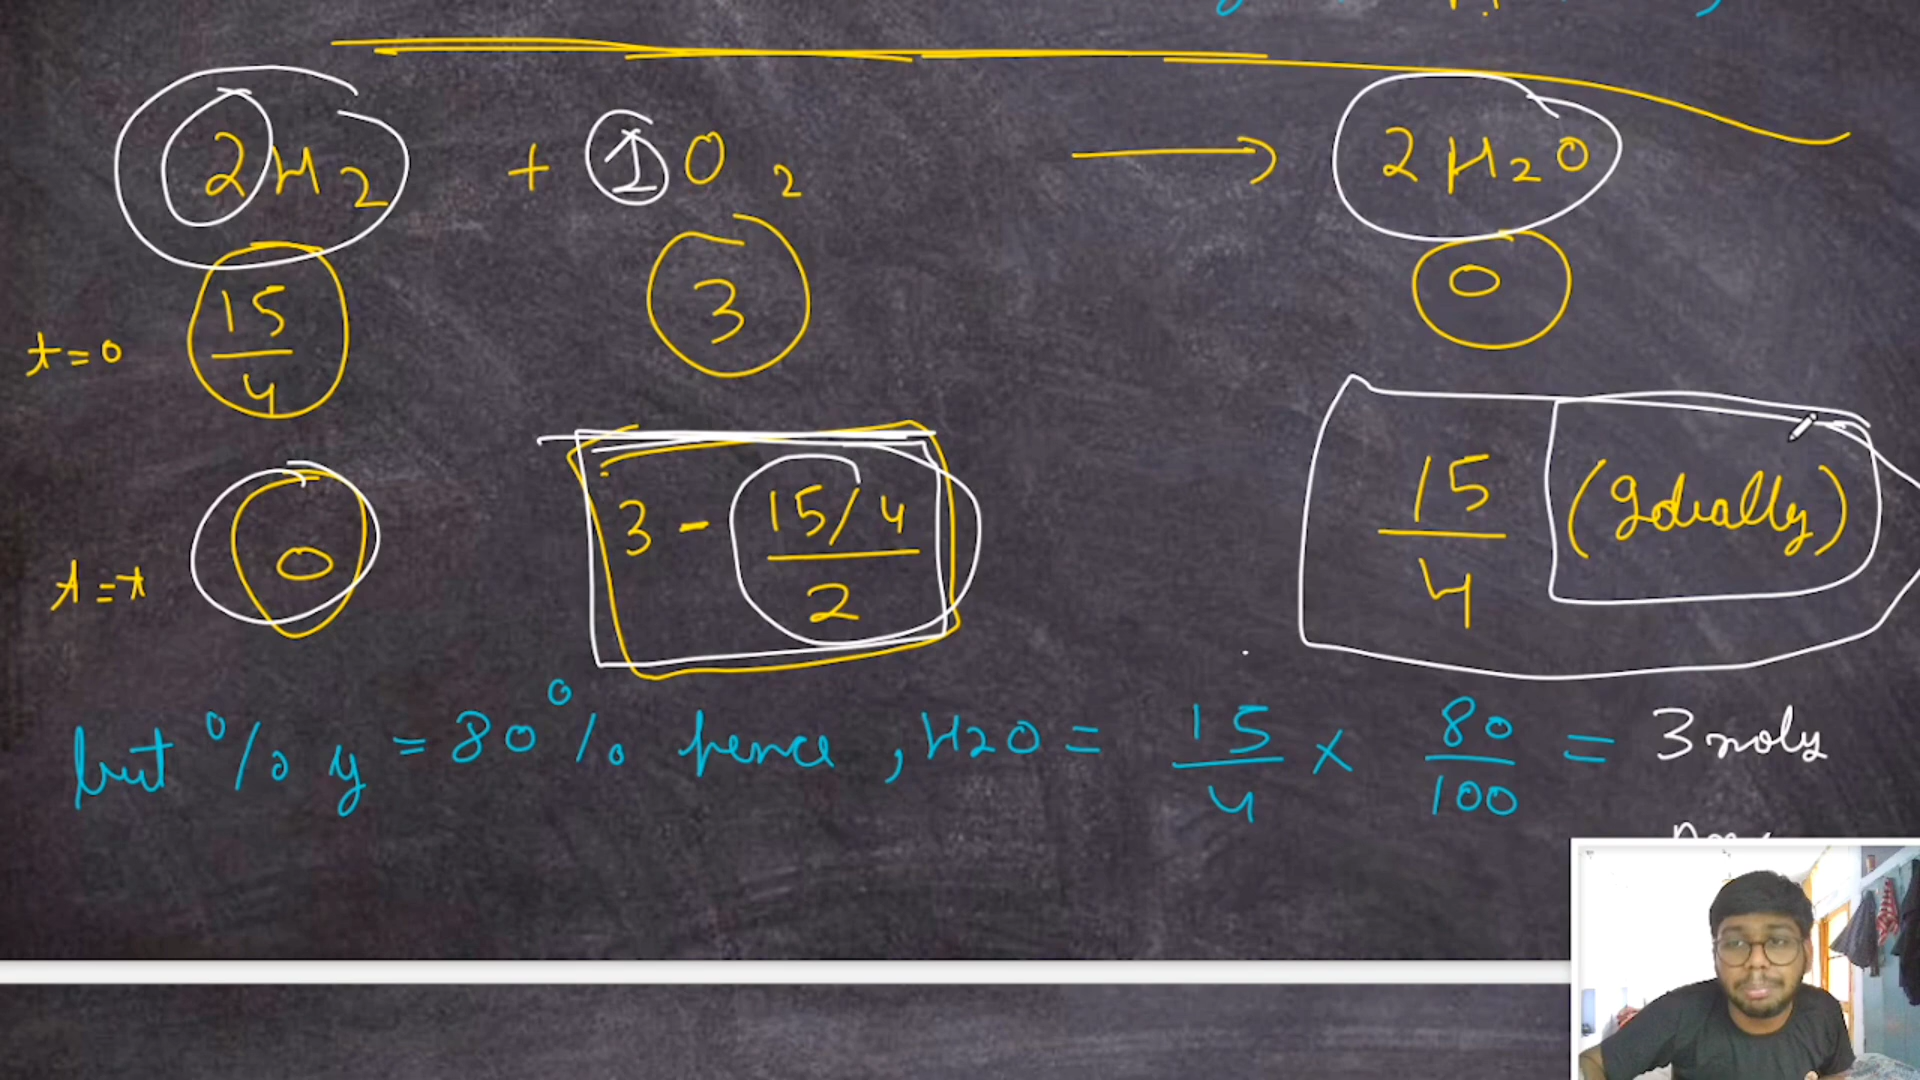 2H₂ + 1O₂ → 2H₂O
t=0 15/4 3 0
t=t 0 3 - (15/4)/2 15/4 (Ideally)
but % y = 80% hence, H2O = 15/4 × 80/100 = 3 moles